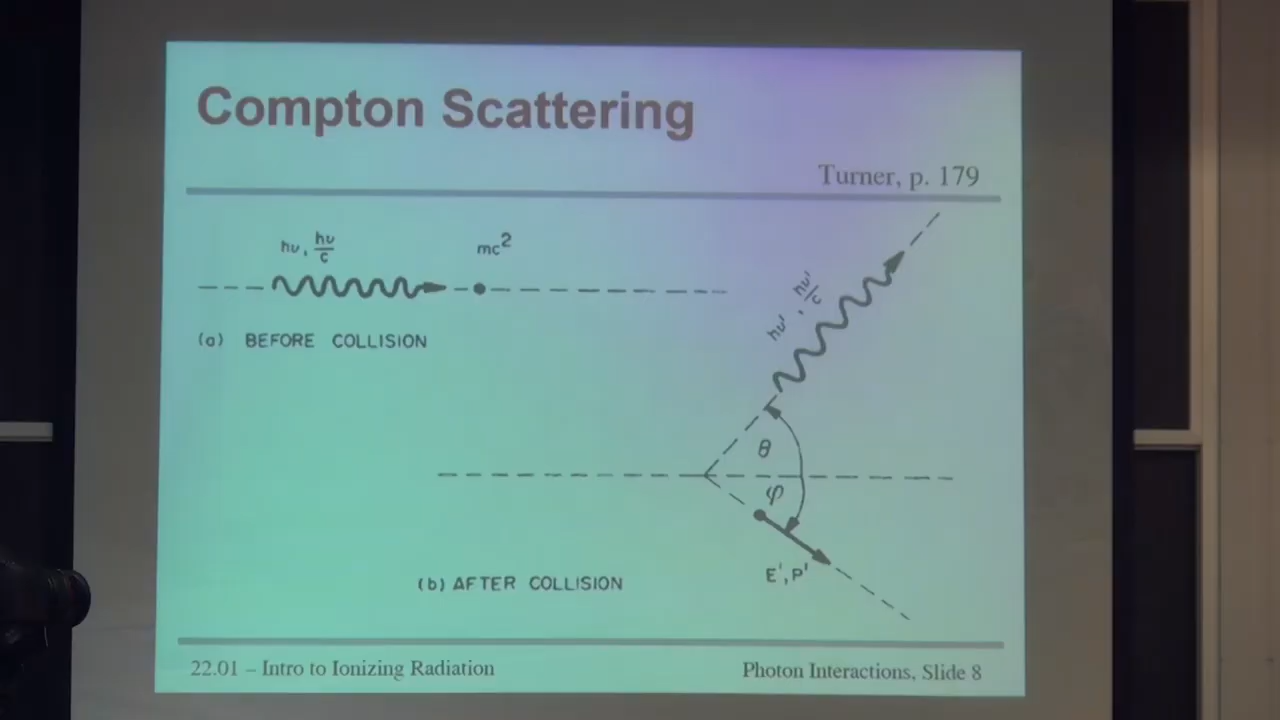 Compton Scattering
Turner, p. 179
hν, hν/c
mc²
(a) BEFORE COLLISION
hν', hν'/c
θ
φ
E', P'
(b) AFTER COLLISION
22.01 – Intro to Ionizing Radiation
Photon Interactions, Slide 8